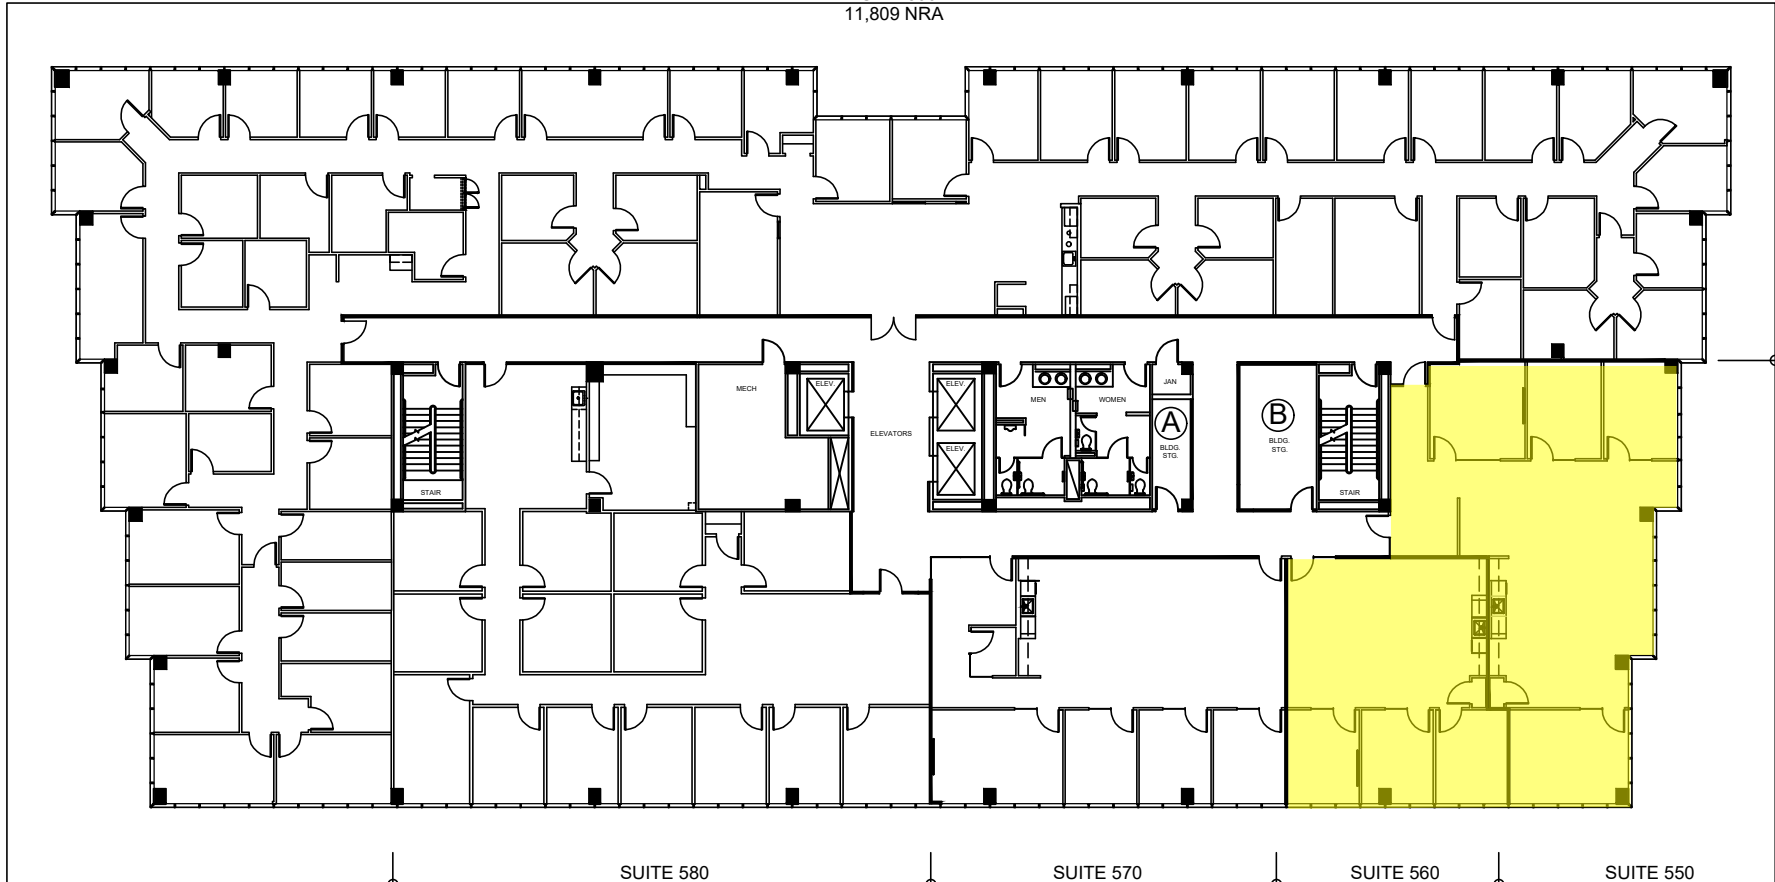 11,809 NRA
MECH
ELEV.
ELEVATORS
ELEV.
ELEV.
MEN
WOMEN
JAN
A
BLDG.
STG.
B
BLDG.
STG.
STAIR
STAIR
SUITE 580
SUITE 570
SUITE 560
SUITE 550